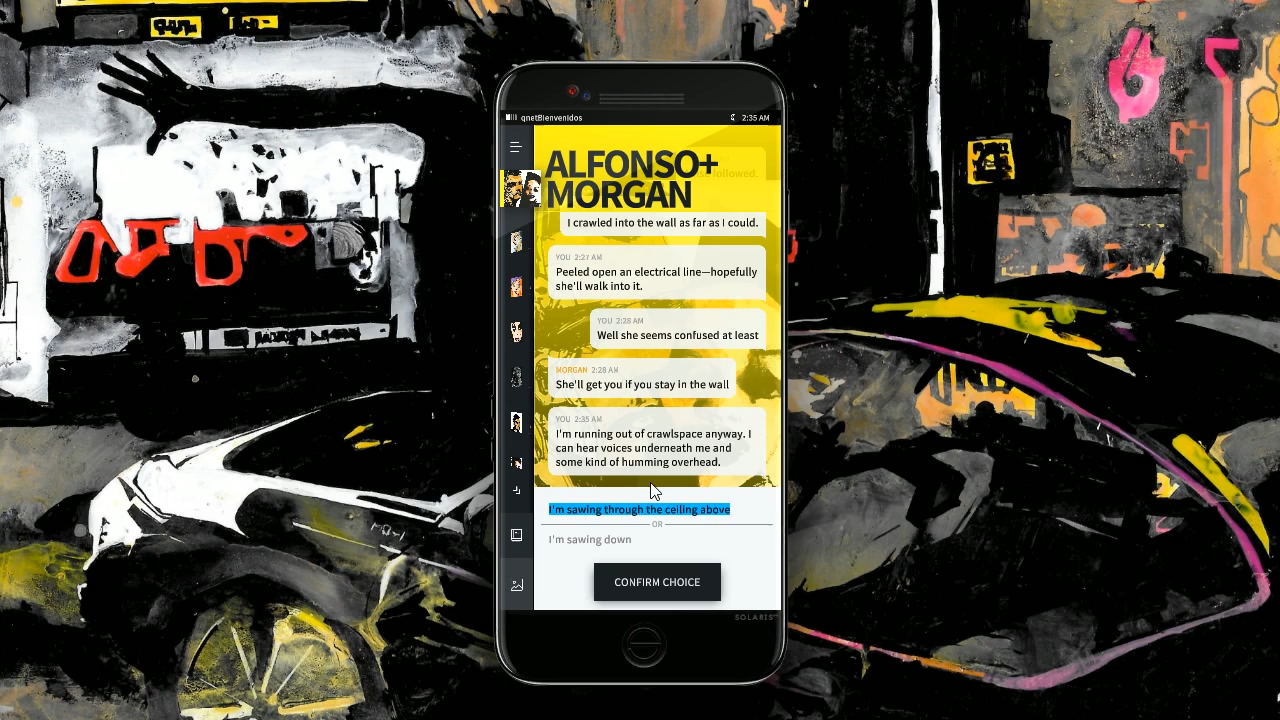 qnetBienvenidos
2:35 AM
ALFONSO+
MORGAN
followed.
I crawled into the wall as far as I could.
YOU 2:27 AM
Peeled open an electrical line—hopefully
she'll walk into it.
YOU 2:28 AM
Well she seems confused at least
MORGAN 2:28 AM
She'll get you if you stay in the wall
YOU 2:35 AM
I'm running out of crawlspace anyway. I
can hear voices underneath me and
some kind of humming overhead.
I'm sawing through the ceiling above
OR
I'm sawing down
CONFIRM CHOICE
SOLARIS